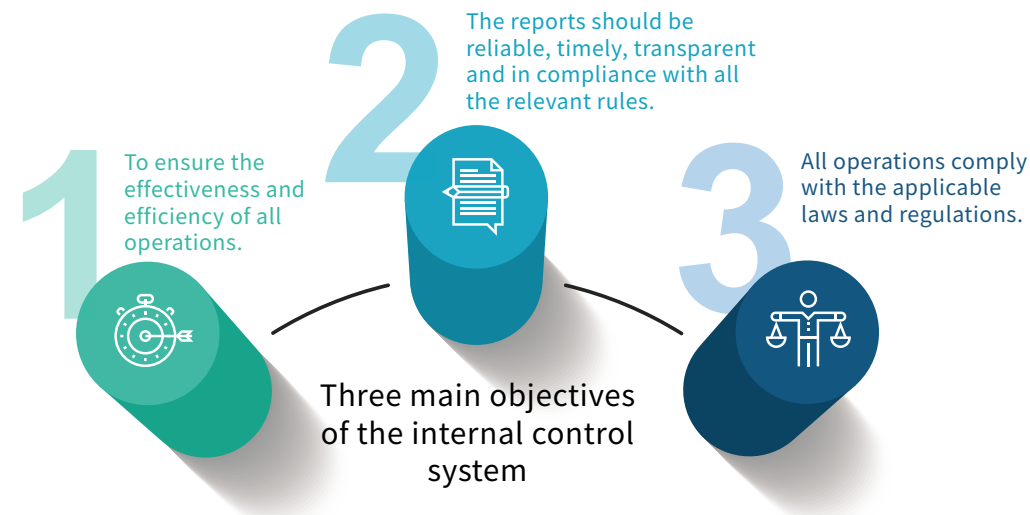 1
To ensure the
effectiveness and
efficiency of all
operations.
2
The reports should be
reliable, timely, transparent
and in compliance with all
the relevant rules.
3
All operations comply
with the applicable
laws and regulations.
Three main objectives
of the internal control
system